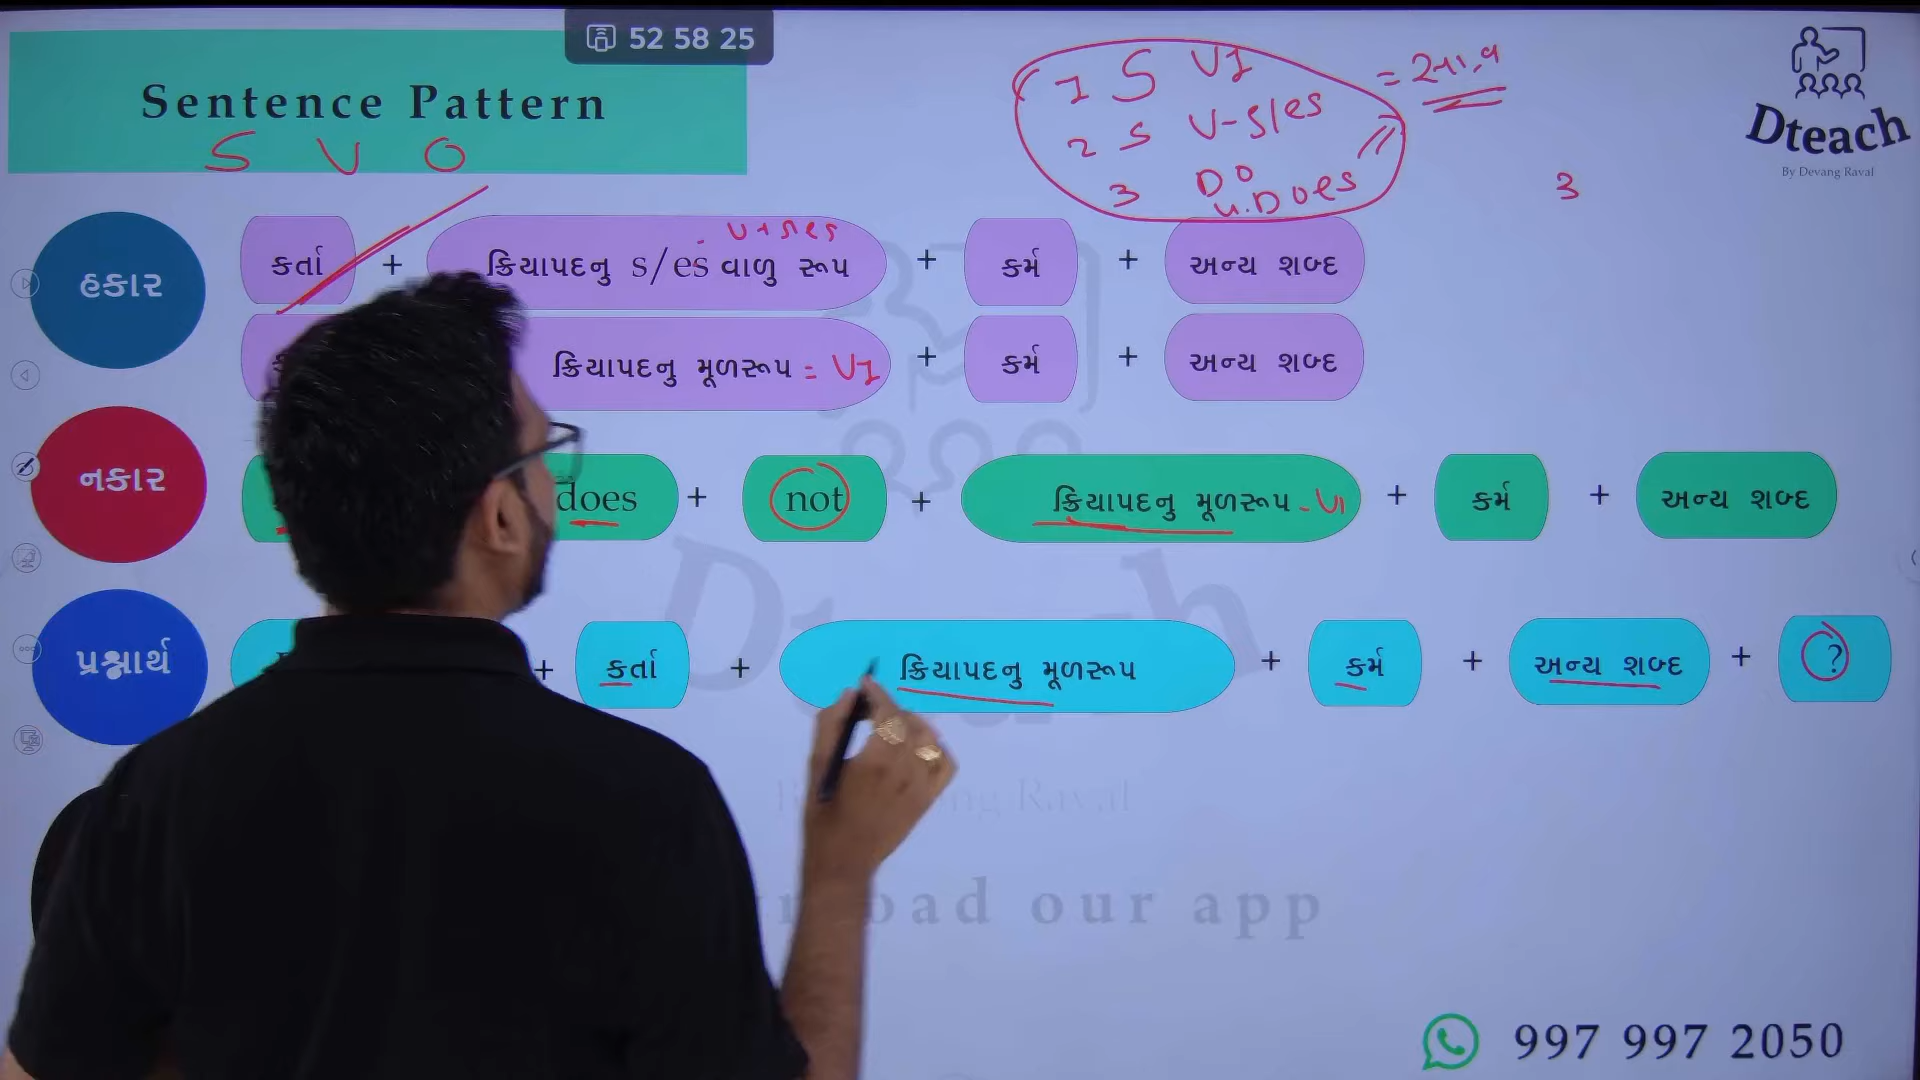 52 58 25
Sentence Pattern
S V O
1 S V1
2 S V-s/es
3 Do
Does
3
Dteach
By Devang Raval
હકાર
કર્તા + ક્રિયાપદનુ s/es વાળુ રૂપ + કર્મ + અન્ય શબ્દ
V+s/es
ક્રિયાપદનુ મૂળરૂપ = V1 + કર્મ + અન્ય શબ્દ
નકાર
does + not + ક્રિયાપદનુ મૂળરૂપ - V1 + કર્મ + અન્ય શબ્દ
પ્રશ્નાર્થ
+ કર્તા + ક્રિયાપદનુ મૂળરૂપ + કર્મ + અન્ય શબ્દ + ?
our app
997 997 2050